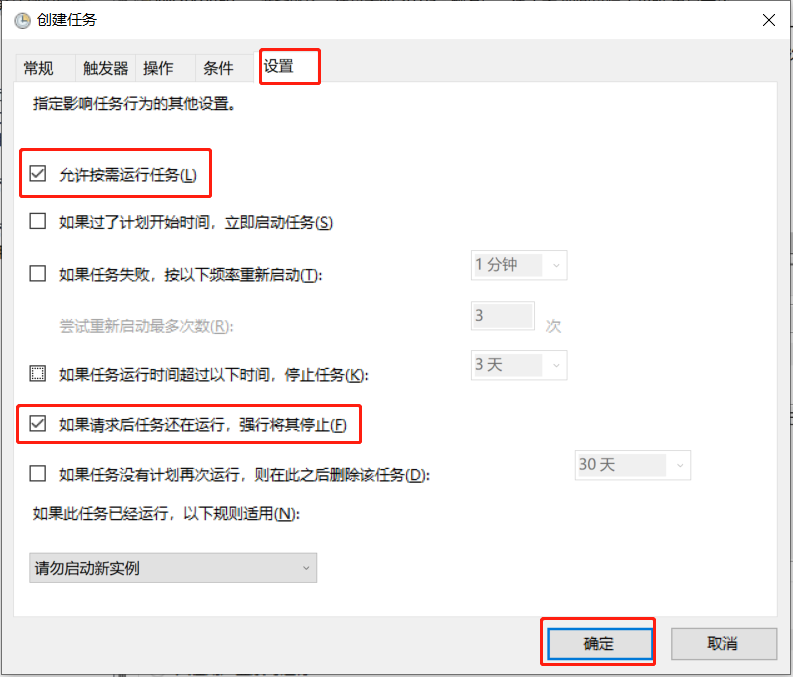 创建任务
常规 触发器 操作 条件 设置
指定影响任务行为的其他设置。
允许按需运行任务(L)
如果过了计划开始时间，立即启动任务(S)
如果任务失败，按以下频率重新启动(T): 1 分钟
尝试重新启动最多次数(R): 3 次
如果任务运行时间超过以下时间，停止任务(K): 3 天
如果请求后任务还在运行，强行将其停止(F)
如果任务没有计划再次运行，则在此之后删除该任务(D): 30 天
如果此任务已经运行，以下规则适用(N):
请勿启动新实例
确定 取消